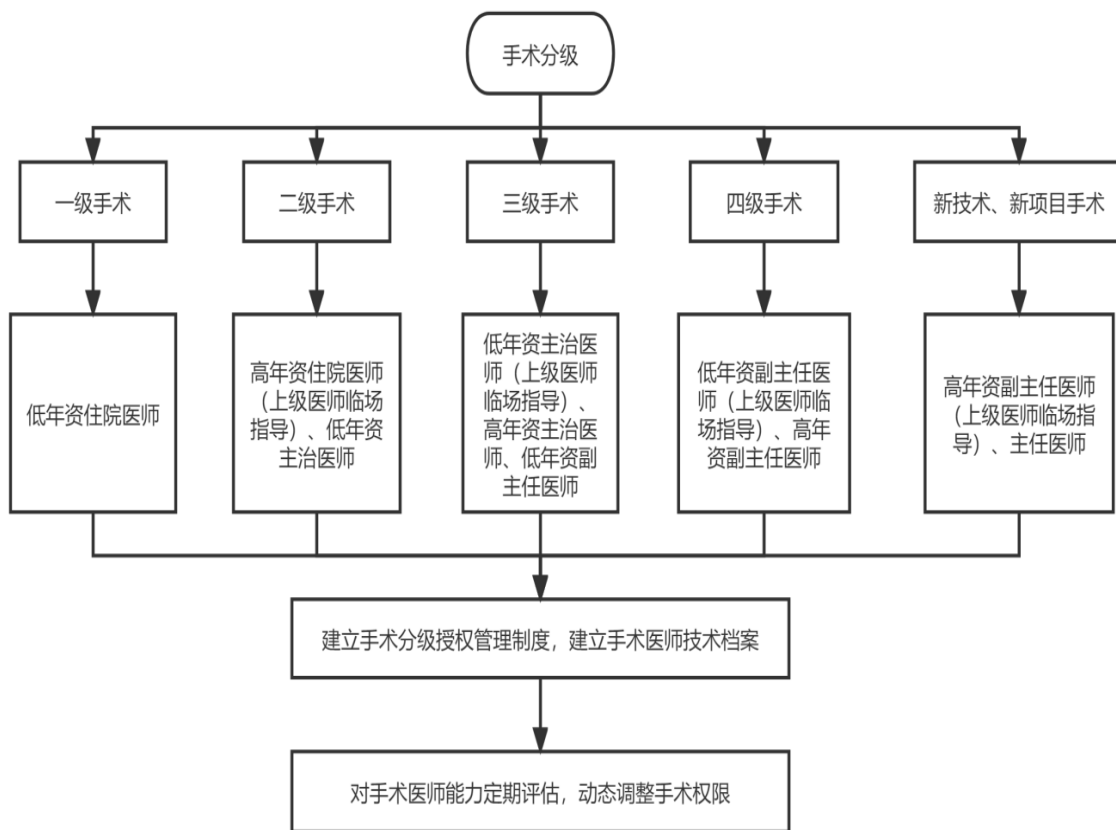 手术分级
一级手术
二级手术
三级手术
四级手术
新技术、新项目手术
低年资住院医师
高年资住院医师
（上级医师临场
指导）、低年资
主治医师
低年资主治医
师（上级医师
临场指导）、
高年资主治医
师、低年资副
主任医师
低年资副主任医
师（上级医师临
场指导）、高年
资副主任医师
高年资副主任医师
（上级医师临场指
导）、主任医师
建立手术分级授权管理制度，建立手术医师技术档案
对手术医师能力定期评估，动态调整手术权限